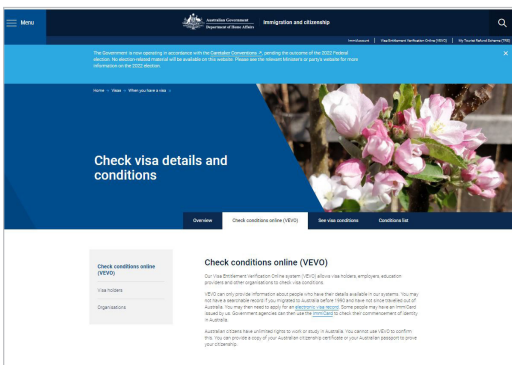 Menu
Australian Government
Department of Home Affairs
Immigration and citizenship
ImmiAccount
Visa Entitlement Verification Online (VEVO)
My Tourist Refund Scheme (TRS)
The Government is now operating in accordance with the Caretaker Conventions, pending the outcome of the 2022 Federal
election. No election-related material will be available on this website. Please see the relevant Minister's or party's website for more
information on the 2022 election.
Home > Visas > When you have a visa >
Check visa details and
conditions
Overview
Check conditions online (VEVO)
See visa conditions
Conditions list
Check conditions online
(VEVO)
Visa holders
Organisations
Check conditions online (VEVO)
Our Visa Entitlement Verification Online system (VEVO) allows visa holders, employers, education
providers and other organisations to check visa conditions.
VEVO can only provide information about people who have their details available in our systems. You may
not have a searchable record if you migrated to Australia before 1990 and have not since travelled out of
Australia. You may then need to apply for an electronic visa record. Some people may have an ImmiCard
issued by us. Government agencies can then use the ImmiCard to check their commencement of identity
in Australia.
Australian citizens have unlimited rights to work or study in Australia. You cannot use VEVO to confirm
this. You can provide a copy of your Australian citizenship certificate or your Australian passport to prove
your citizenship.